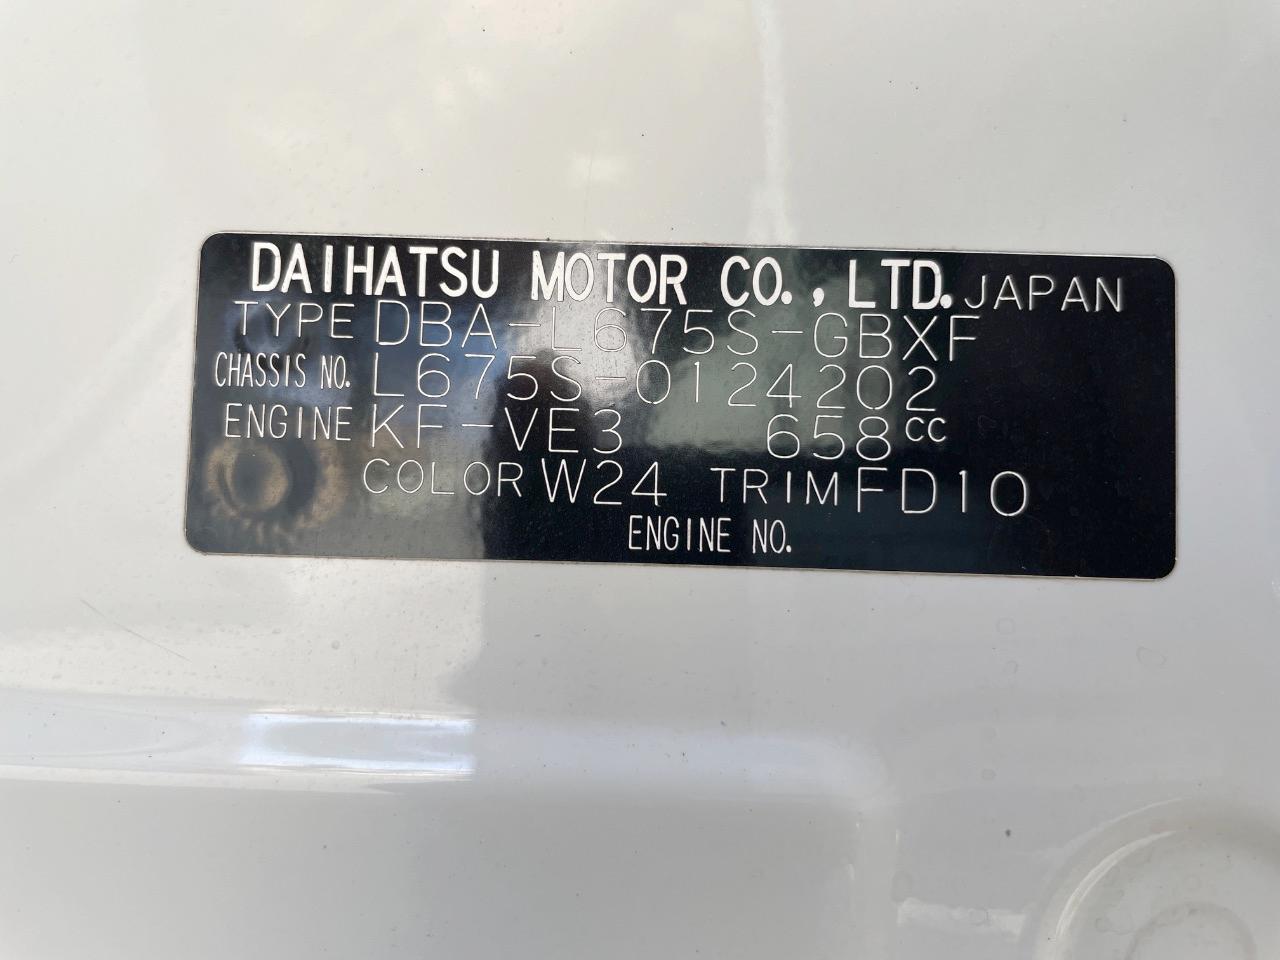 DAIHATSU MOTOR CO., LTD. JAPAN
TYPE DBA-L675S-GBXF
CHASSIS NO. L675S-0124202
ENGINE KF-VE3 658cc
COLOR W24 TRIM FD10
ENGINE NO.